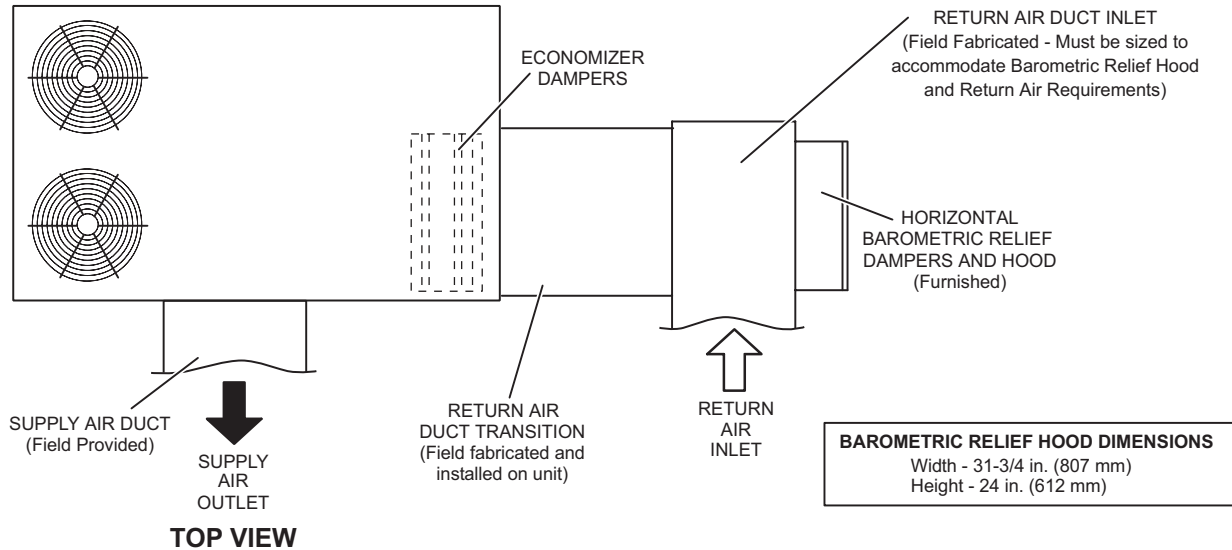 RETURN AIR DUCT INLET
(Field Fabricated - Must be sized to
accommodate Barometric Relief Hood
and Return Air Requirements)
ECONOMIZER
DAMPERS
HORIZONTAL
BAROMETRIC RELIEF
DAMPERS AND HOOD
(Furnished)
SUPPLY AIR DUCT
(Field Provided)
SUPPLY
AIR
OUTLET
RETURN AIR
DUCT TRANSITION
(Field fabricated and
installed on unit)
RETURN
AIR
INLET
BAROMETRIC RELIEF HOOD DIMENSIONS
Width - 31-3/4 in. (807 mm)
Height - 24 in. (612 mm)
TOP VIEW